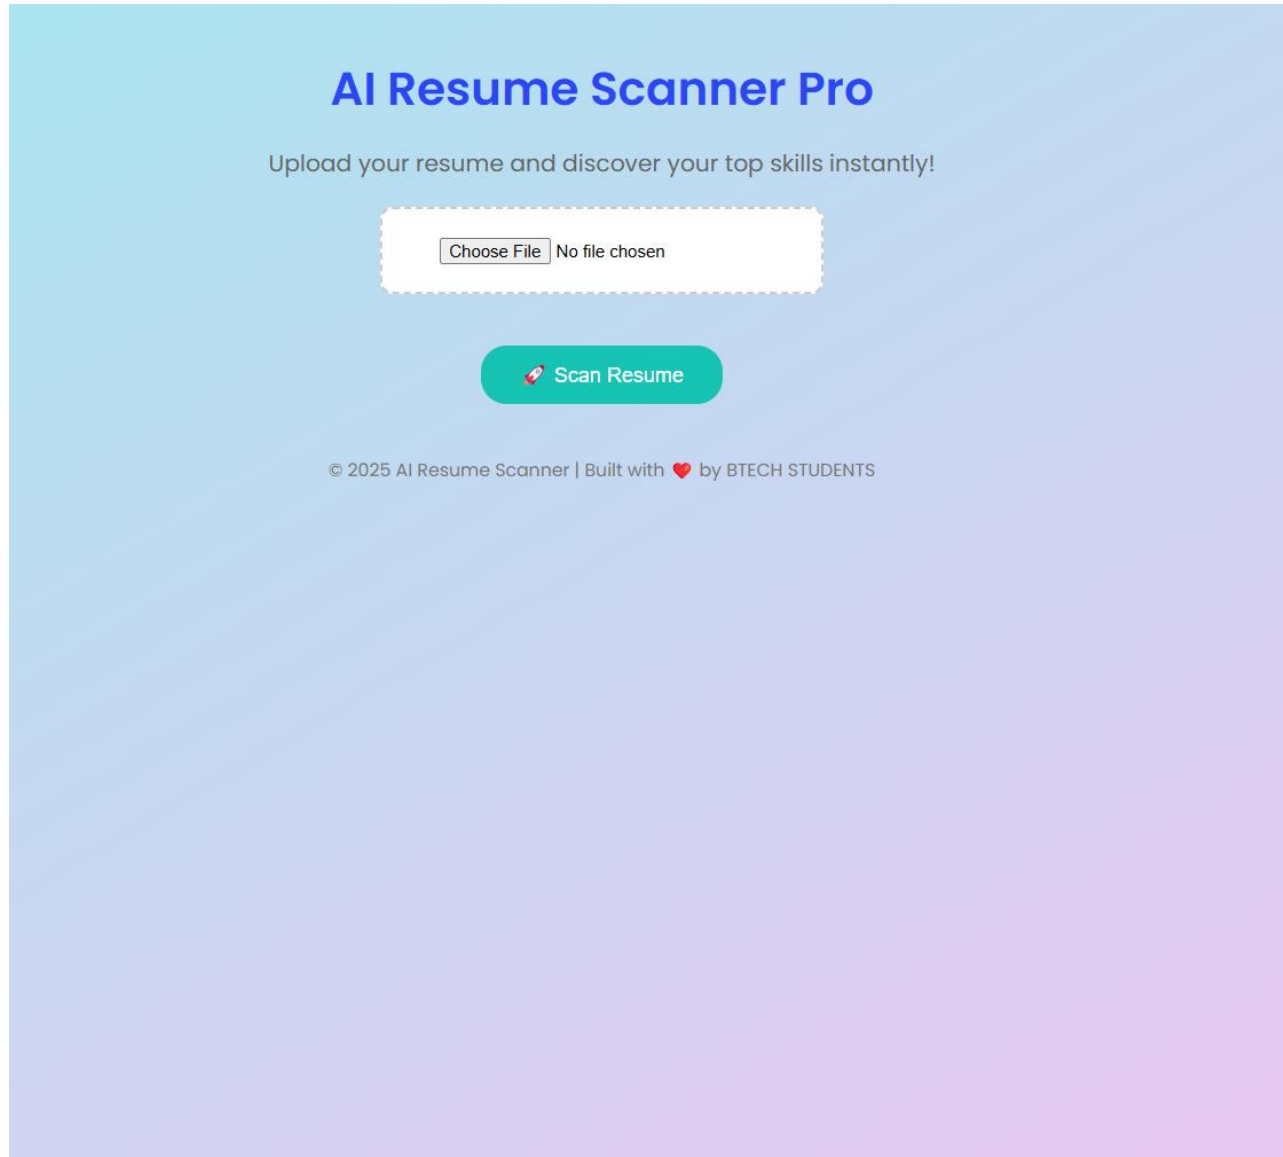 AI Resume Scanner Pro
Upload your resume and discover your top skills instantly!
Choose File No file chosen
🚀 Scan Resume
© 2025 AI Resume Scanner | Built with ❤️ by BTECH STUDENTS